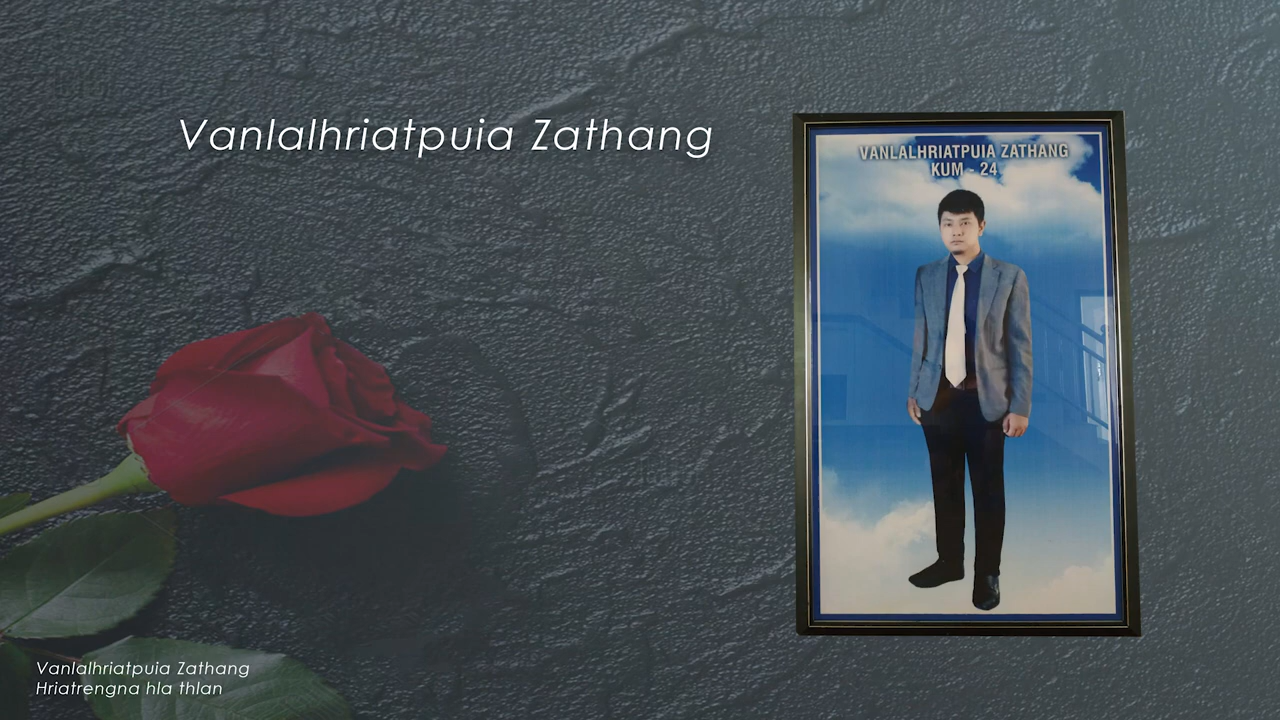 Vanlalhriatpuia Zathang
VANLALHRIATPUIA ZATHANG
KUM - 24
Vanlalhriatpuia Zathang
Hriatrengna hla thlan